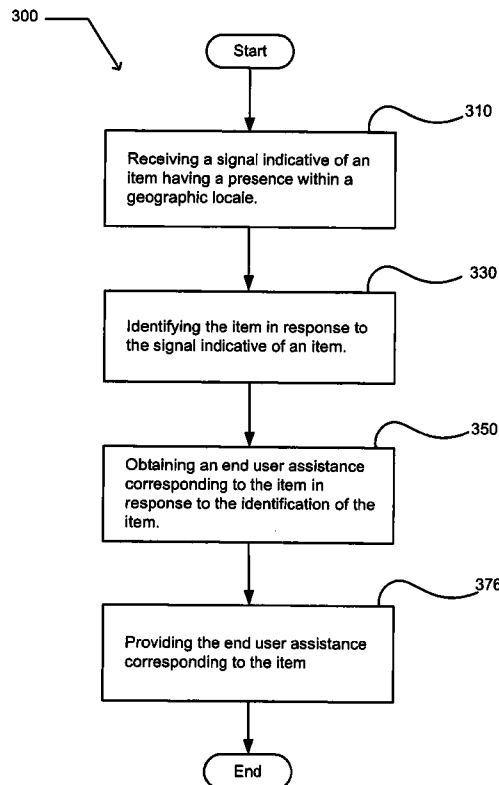 300
Start
310
Receiving a signal indicative of an
item having a presence within a
geographic locale.
330
Identifying the item in response to
the signal indicative of an item.
350
Obtaining an end user assistance
corresponding to the item in
response to the identification of the
item.
376
Providing the end user assistance
corresponding to the item
End